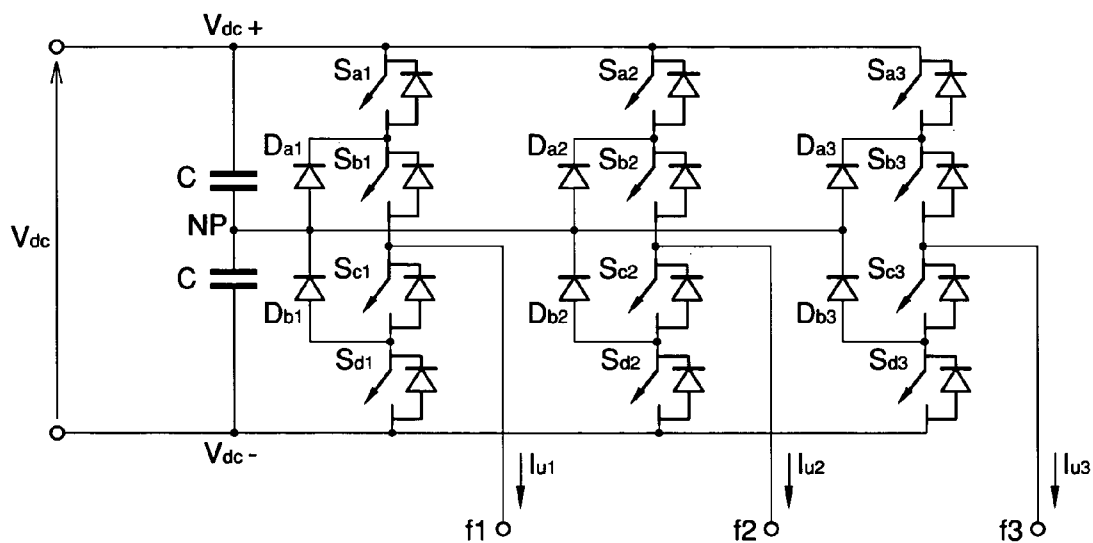 Vdc +
Sa1 Sa2 Sa3
Da1 Sb1 Da2 Sb2 Da3 Sb3
C
NP
Vdc
C
Sc1 Sc2 Sc3
Db1 Db2 Db3
Sd1 Sd2 Sd3
Vdc -
Iu1 Iu2 Iu3
f1 f2 f3